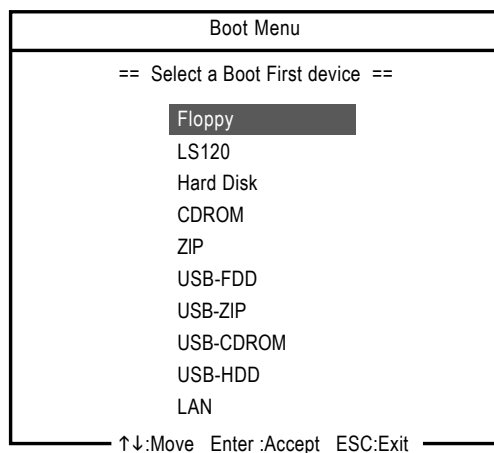 Boot Menu
== Select a Boot First device ==
Floppy
LS120
Hard Disk
CDROM
ZIP
USB-FDD
USB-ZIP
USB-CDROM
USB-HDD
LAN
↑↓:Move Enter :Accept ESC:Exit